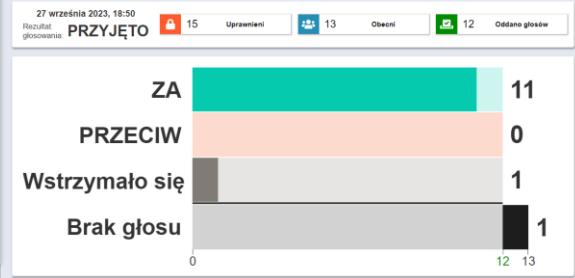 27 września 2023, 18:50
Rezultat głosowania: PRZYJĘTO
15 Uprawnieni
13 Obecni
12 Oddano głosów
ZA 11
PRZECIW 0
Wstrzymało się 1
Brak głosu 1
0 12 13